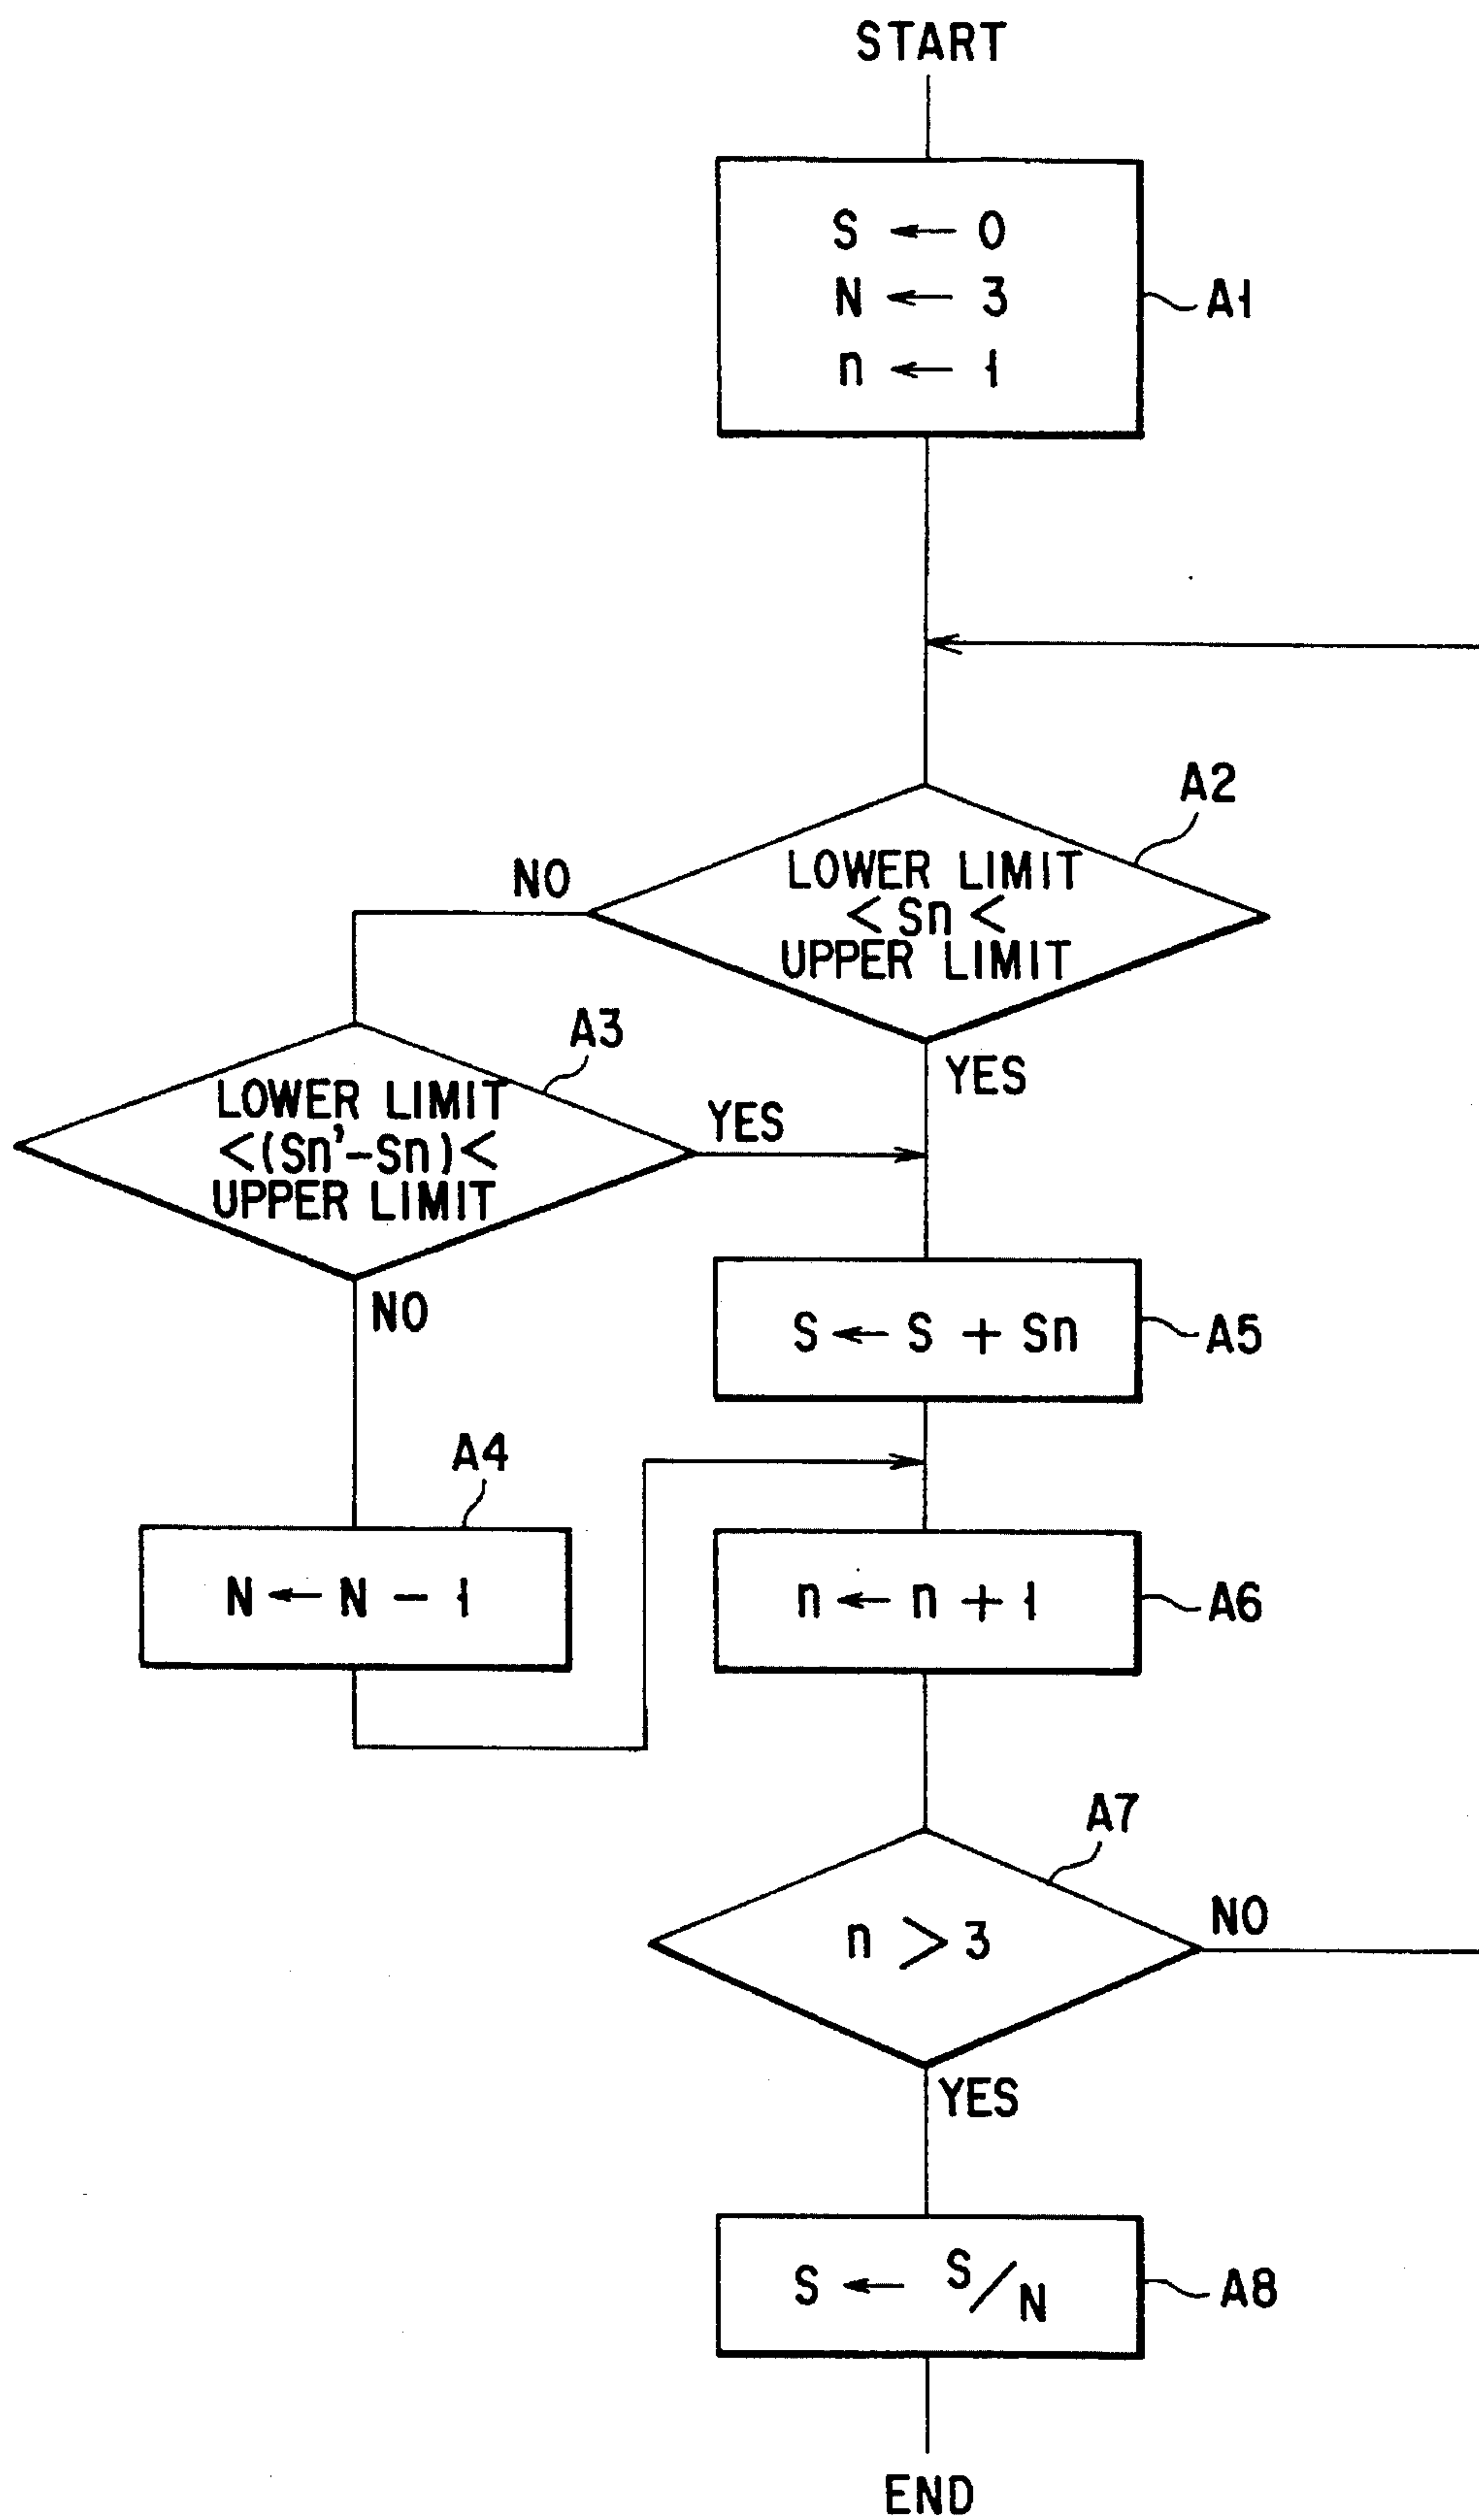 START
S ← 0
N ← 3
n ← 1
A1
A2
LOWER LIMIT
< Sn <
UPPER LIMIT
NO
YES
A3
LOWER LIMIT
<(Sn'-Sn)<
UPPER LIMIT
YES
NO
S ← S + Sn
A5
A4
N ← N - 1
n ← n + 1
A6
A7
n > 3
NO
YES
S ← S/N
A8
END